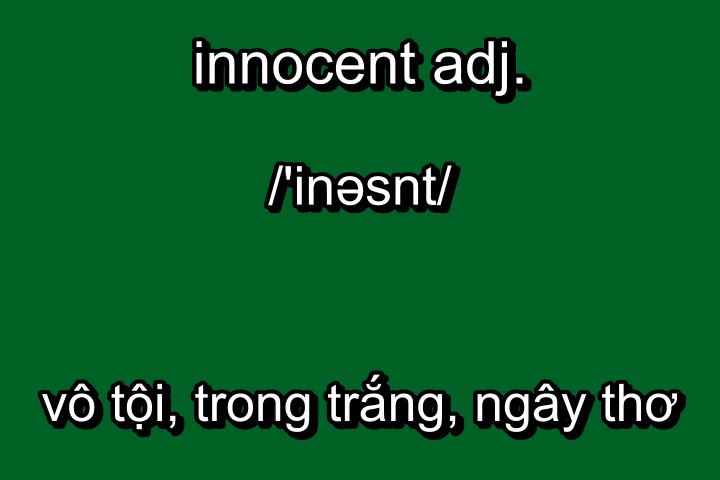 innocent adj.
/'inəsnt/
vô tội, trong trắng, ngây thơ